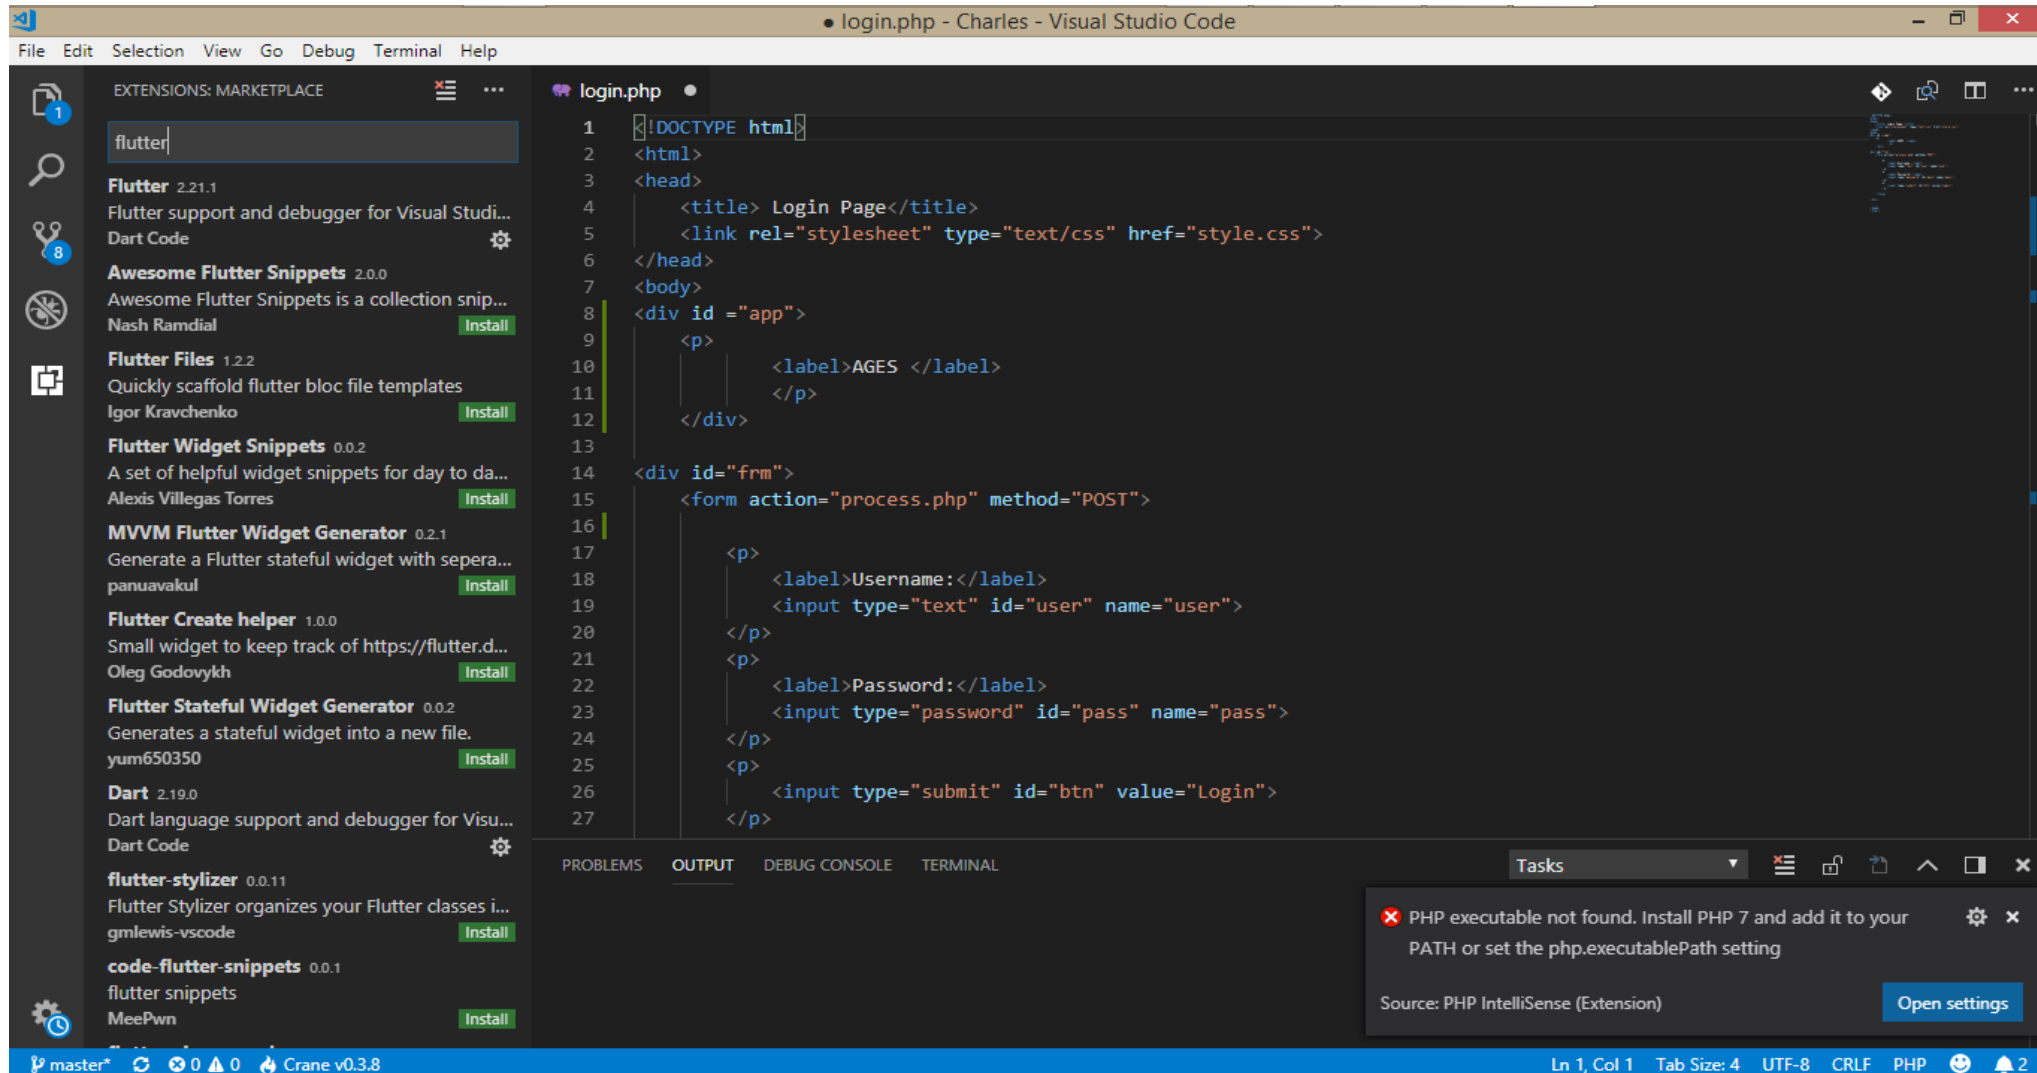 ● login.php - Charles - Visual Studio Code
File Edit Selection View Go Debug Terminal Help
EXTENSIONS: MARKETPLACE
flutter
Flutter 2.21.1
Flutter support and debugger for Visual Studi...
Dart Code
Awesome Flutter Snippets 2.0.0
Awesome Flutter Snippets is a collection snip...
Nash Ramdial Install
Flutter Files 1.2.2
Quickly scaffold flutter bloc file templates
Igor Kravchenko Install
Flutter Widget Snippets 0.0.2
A set of helpful widget snippets for day to da...
Alexis Villegas Torres Install
MVVM Flutter Widget Generator 0.2.1
Generate a Flutter stateful widget with sepera...
panuavakul Install
Flutter Create helper 1.0.0
Small widget to keep track of https://flutter.d...
Oleg Godovykh Install
Flutter Stateful Widget Generator 0.0.2
Generates a stateful widget into a new file.
yum650350 Install
Dart 2.19.0
Dart language support and debugger for Visu...
Dart Code
flutter-stylizer 0.0.11
Flutter Stylizer organizes your Flutter classes i...
gmlewis-vscode Install
code-flutter-snippets 0.0.1
flutter snippets
MeePwn Install
1
8
login.php ●
1 <!DOCTYPE html>
2 <html>
3 <head>
4 <title> Login Page</title>
5 <link rel="stylesheet" type="text/css" href="style.css">
6 </head>
7 <body>
8 <div id ="app">
9 <p>
10 <label>AGES </label>
11 </p>
12 </div>
13
14 <div id="frm">
15 <form action="process.php" method="POST">
16
17 <p>
18 <label>Username:</label>
19 <input type="text" id="user" name="user">
20 </p>
21 <p>
22 <label>Password:</label>
23 <input type="password" id="pass" name="pass">
24 </p>
25 <p>
26 <input type="submit" id="btn" value="Login">
27 </p>
PROBLEMS OUTPUT DEBUG CONSOLE TERMINAL Tasks
PHP executable not found. Install PHP 7 and add it to your
PATH or set the php.executablePath setting
Source: PHP IntelliSense (Extension) Open settings
master* 0 0 Crane v0.3.8 Ln 1, Col 1 Tab Size: 4 UTF-8 CRLF PHP 2